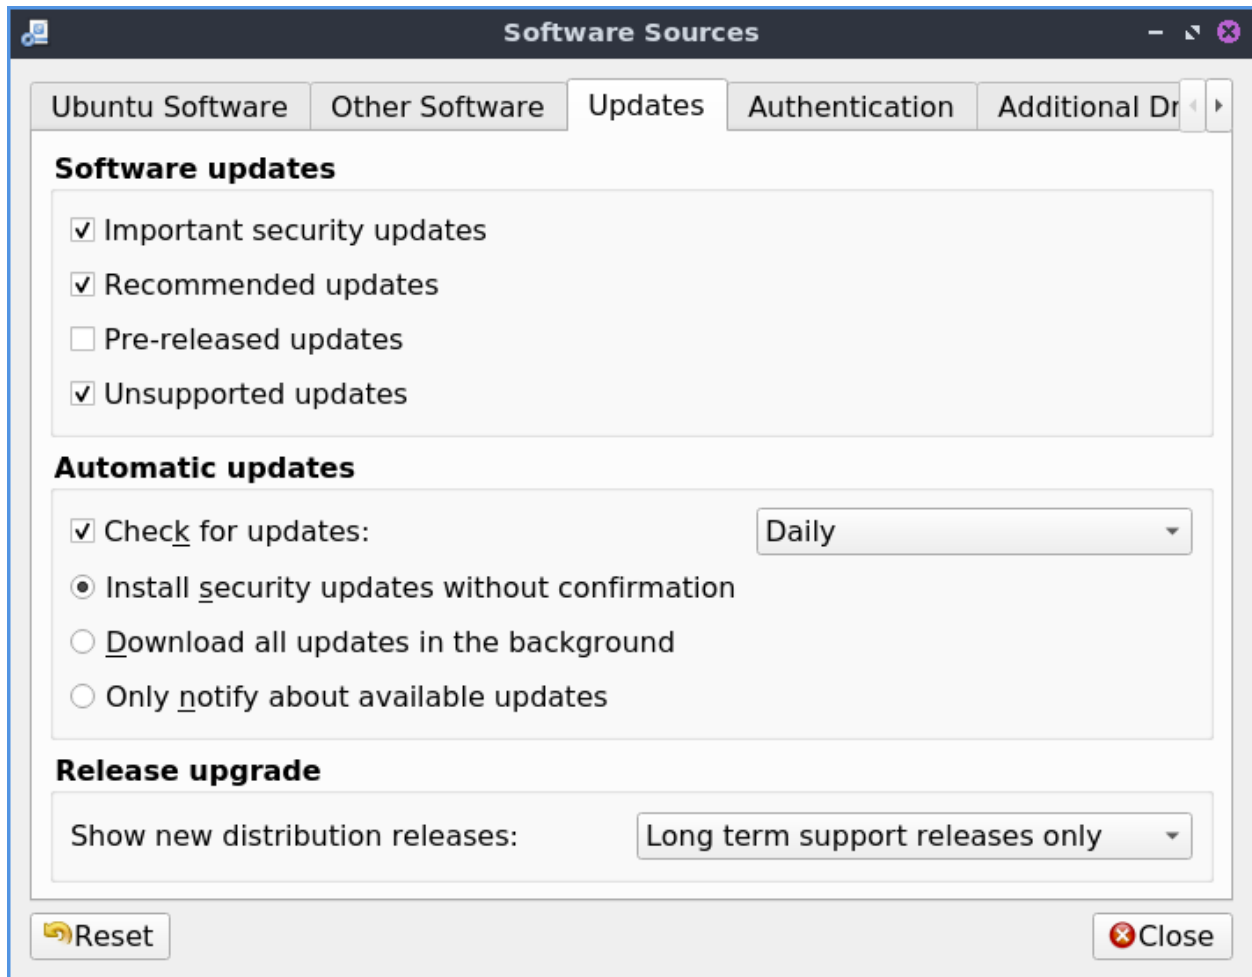 Software Sources
Ubuntu Software Other Software Updates Authentication Additional Dr
Software updates
Important security updates
Recommended updates
Pre-released updates
Unsupported updates
Automatic updates
Check for updates: Daily
Install security updates without confirmation
Download all updates in the background
Only notify about available updates
Release upgrade
Show new distribution releases: Long term support releases only
Reset Close